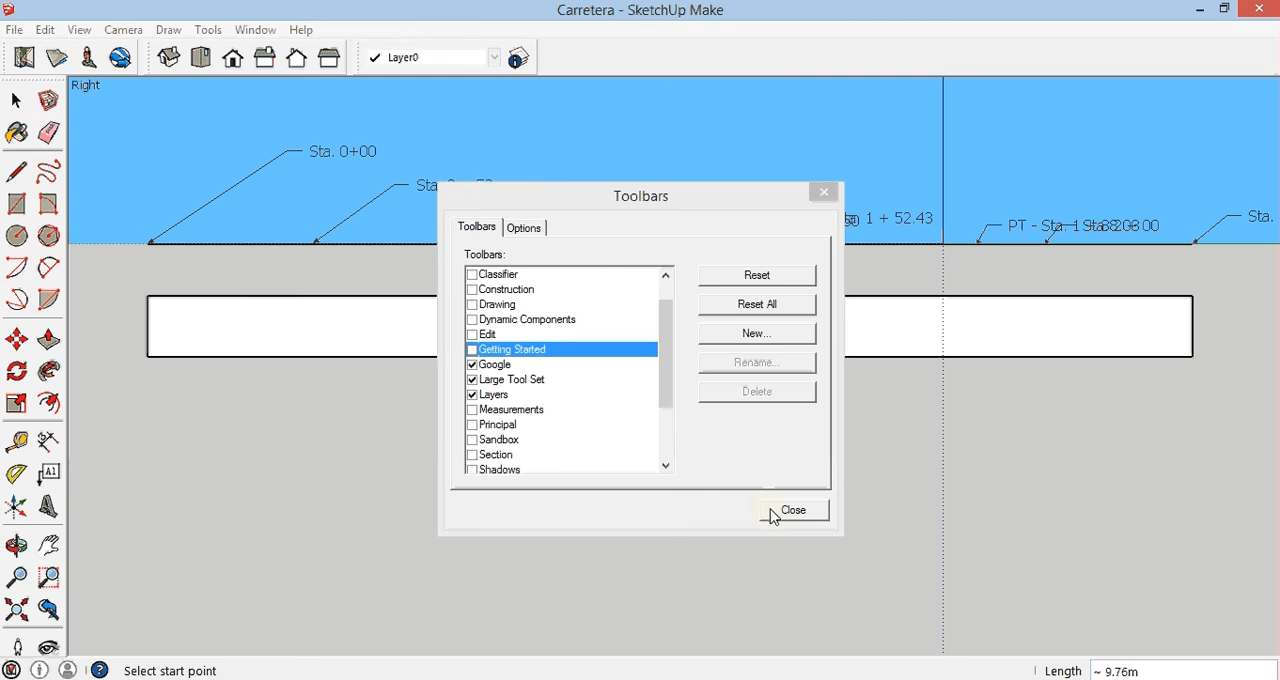 Carretera - SketchUp Make
File Edit View Camera Draw Tools Window Help
Layer0
Right
Sta. 0+00
Sta.
1 + 52.43
PT - Sta. 1
Sta.
Toolbars
Toolbars Options
Toolbars:
Classifier
Construction
Drawing
Dynamic Components
Edit
Getting Started
Google
Large Tool Set
Layers
Measurements
Principal
Sandbox
Section
Shadows
Reset
Reset All
New...
Rename...
Delete
Close
A1
Select start point
Length ~ 9.76m